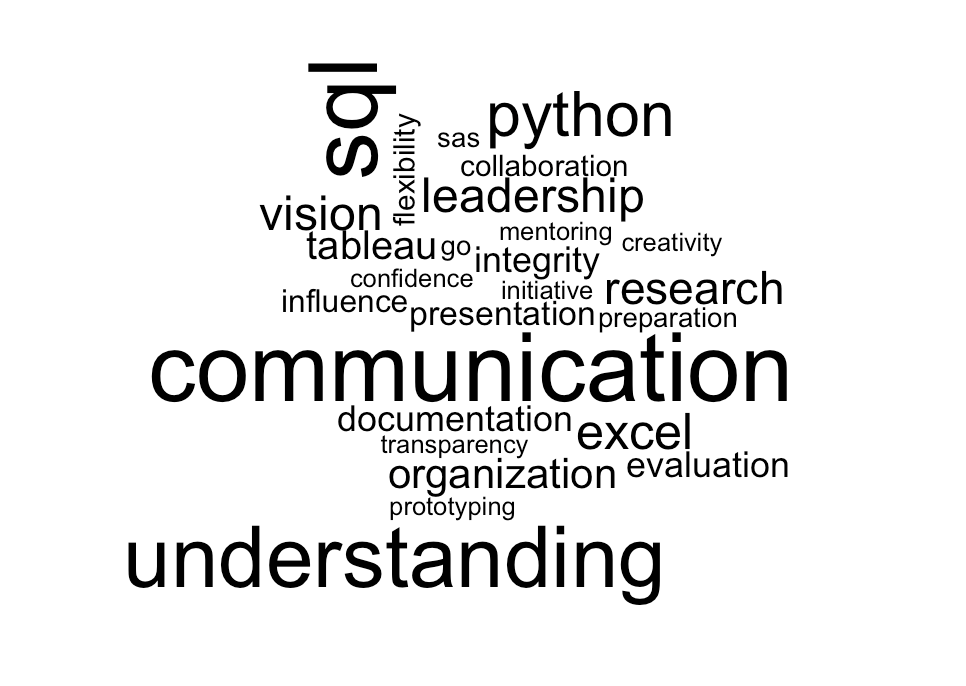 sql
python
flexibility
sas
collaboration
leadership
vision
mentoring
creativity
tableau
go
integrity
confidence
initiative
research
influence
presentation
preparation
communication
documentation
excel
transparency
evaluation
organization
prototyping
understanding